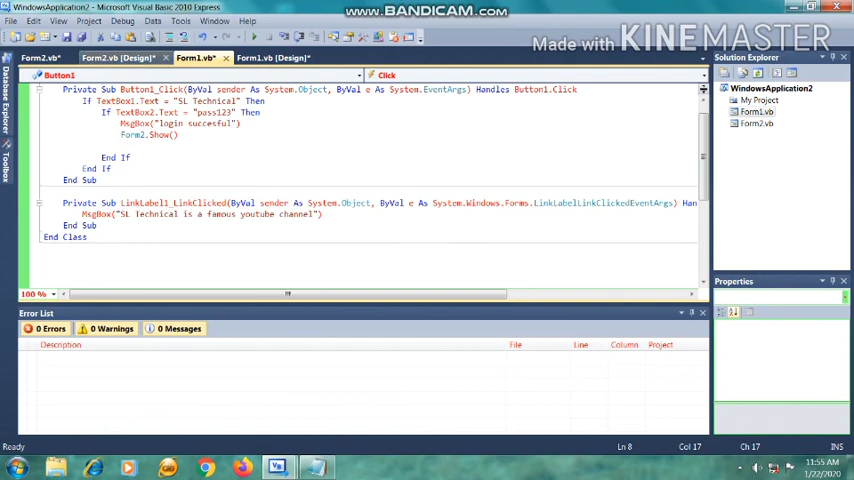 WindowsApplication2 - Microsoft Visual Basic 2010 Express
www.BANDICAM.com
Made with KINEMASTER
File Edit View Project Debug Data Tools Window Help
Form2.vb* Form2.vb [Design]* Form1.vb* Form1.vb [Design]*
Solution Explorer
Database Explorer
Toolbox
Button1 Click
Private Sub Button1_Click(ByVal sender As System.Object, ByVal e As System.EventArgs) Handles Button1.Click
If TextBox1.Text = "SL Technical" Then
If TextBox2.Text = "pass123" Then
MsgBox("login succesful")
Form2.Show()
End If
End If
End Sub
Private Sub LinkLabel1_LinkClicked(ByVal sender As System.Object, ByVal e As System.Windows.Forms.LinkLabelLinkClickedEventArgs) Han
MsgBox("SL Technical is a famous youtube channel")
End Sub
End Class
100 %
WindowsApplication2
My Project
Form1.vb
Form2.vb
Properties
Error List
0 Errors 0 Warnings 0 Messages
Description File Line Column Project
Ready Ln 8 Col 17 Ch 17 INS
11:55 AM
1/22/2020